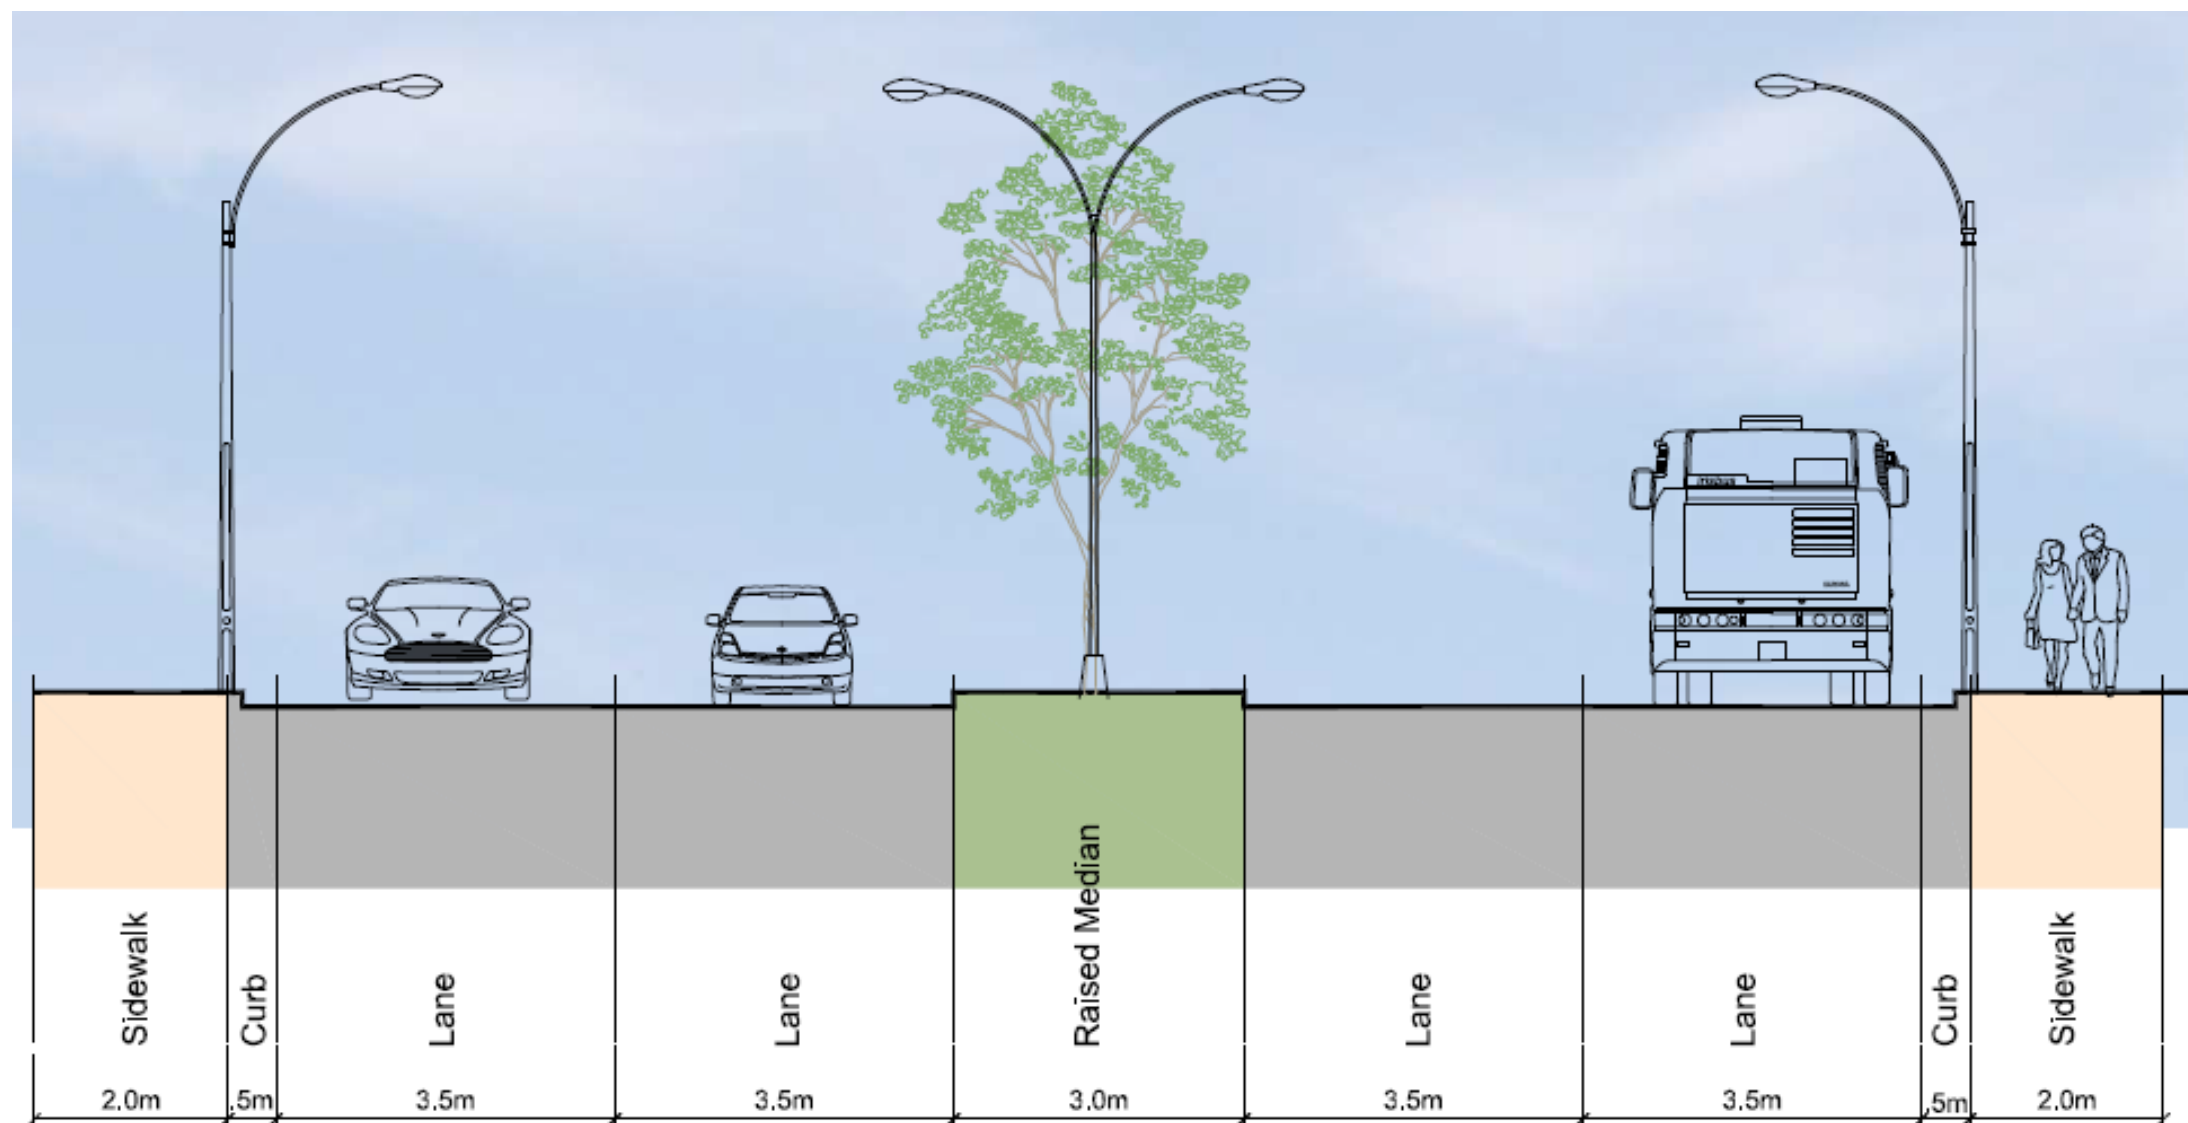 Sidewalk
Curb
Lane
Lane
Raised Median
Lane
Lane
Curb
Sidewalk
2.0m
.5m
3.5m
3.5m
3.0m
3.5m
3.5m
.5m
2.0m